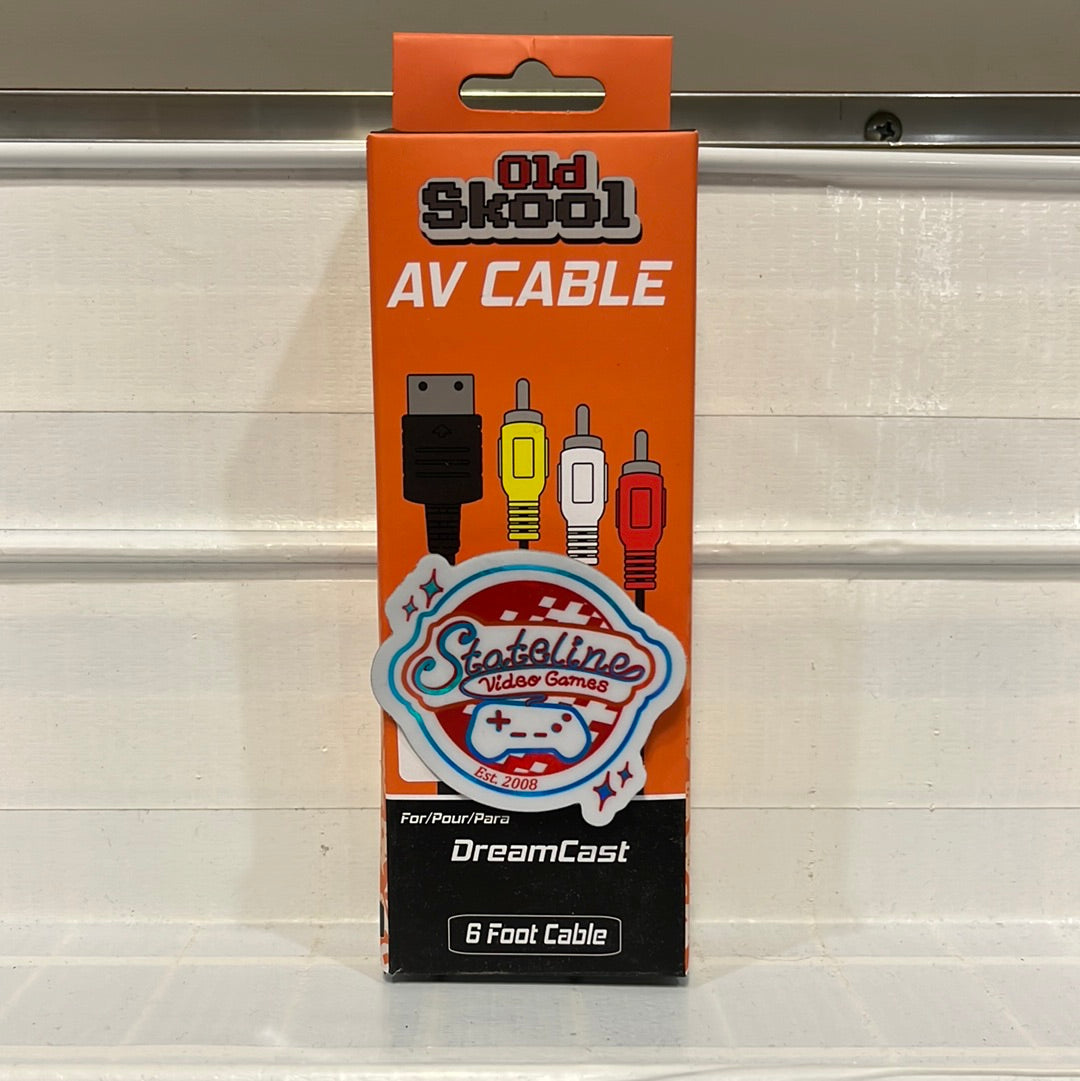 Old
Skool
AV CABLE
Stateline
Video Games
Est. 2008
For/Pour/Para
DreamCast
6 Foot Cable